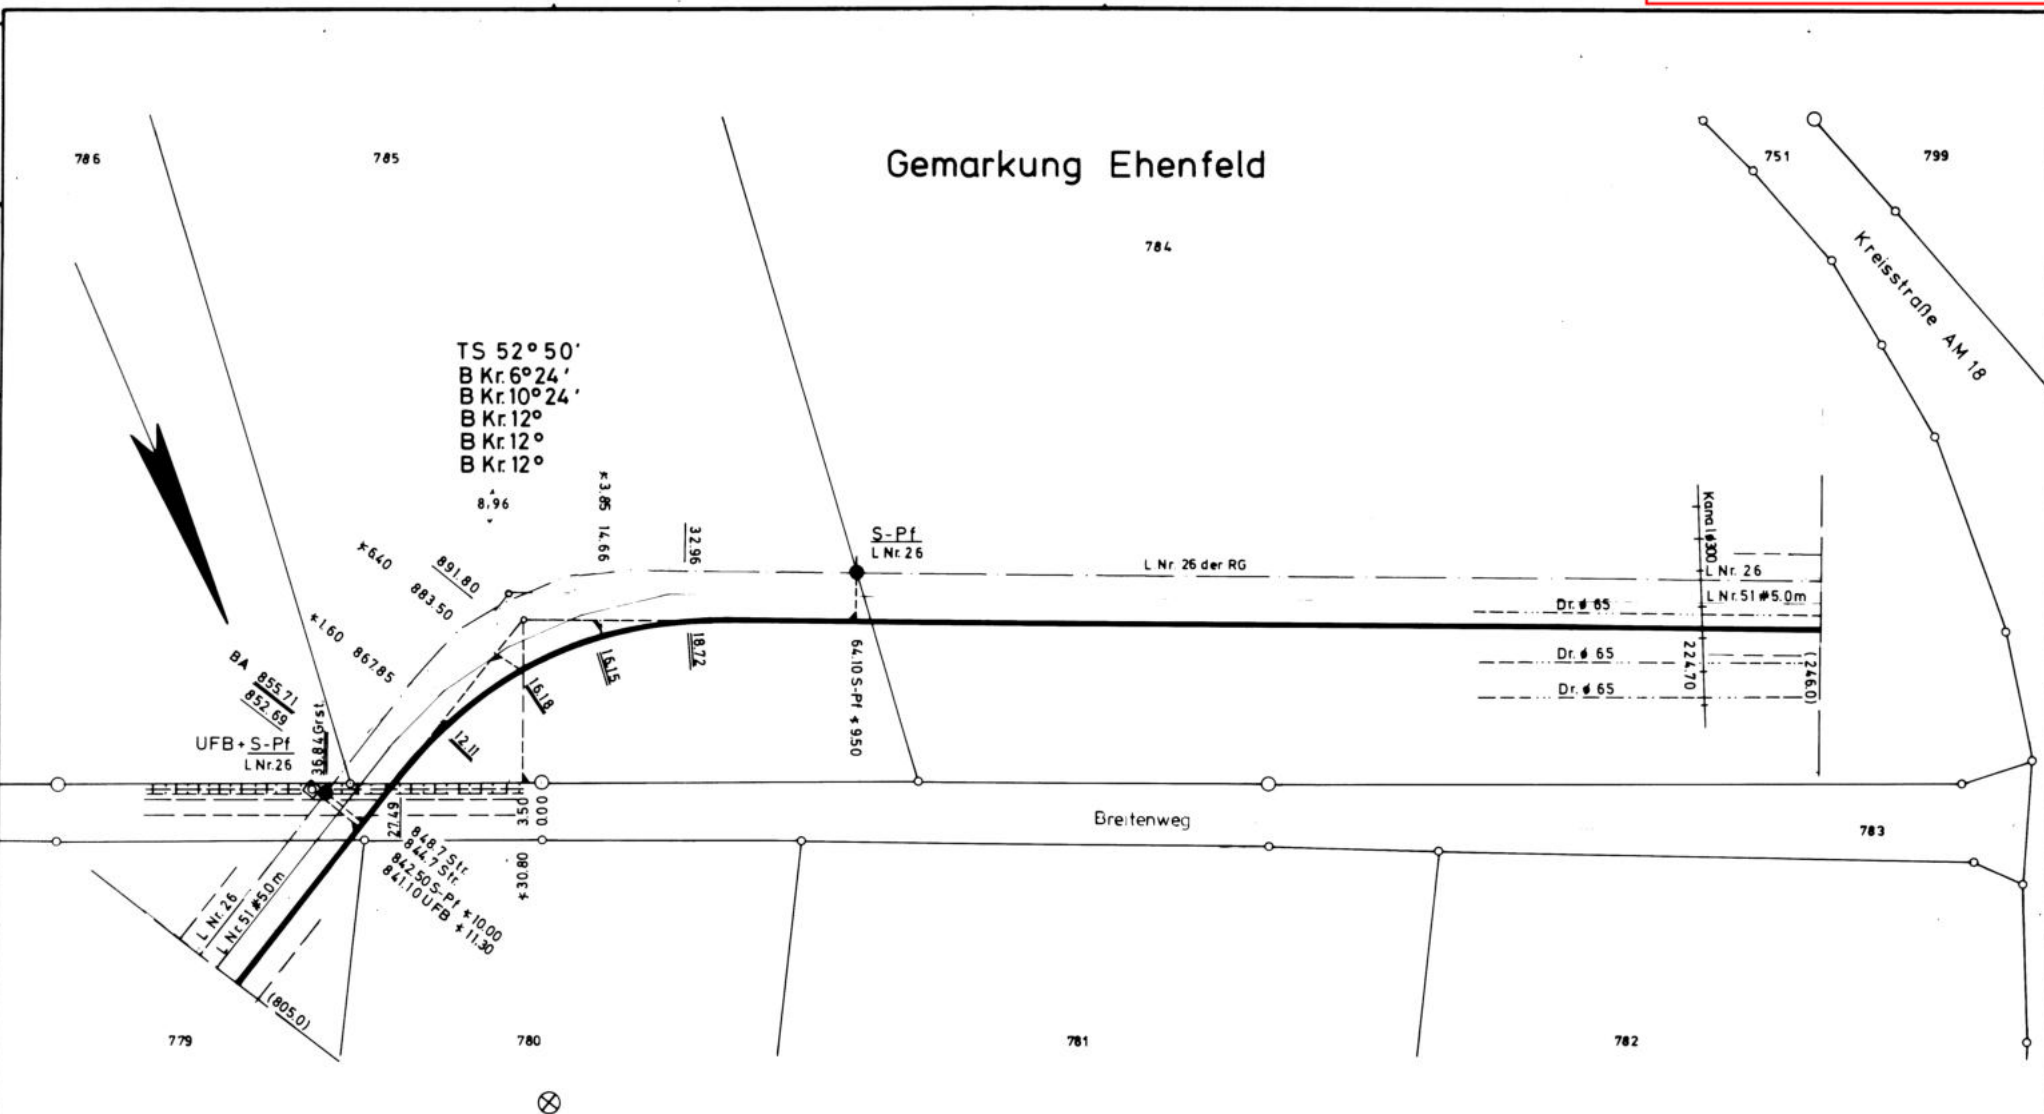 Gemarkung Ehenfeld
786
785
784
751
799
Kreisstraße AM 18
TS 52° 50'
B Kr. 6° 24'
B Kr. 10° 24'
B Kr. 12°
B Kr. 12°
B Kr. 12°
8.96
*3.85 14.66
32.96
*6.40
891.80
883.50
*1.60 867.85
BA 855.71
852.69
UFB + S-Pf
L Nr. 26
36.84 Grst.
S-Pf
L Nr. 26
L Nr. 26 der RG
Kanal ø 300
L Nr. 26
L Nr. 51 # 5.0m
Dr. ø 65
Dr. ø 65
Dr. ø 65
224.70
(246.0)
64.10 S-Pf *9.50
18.72
16.15
16.18
12.11
27.49
3.50
0.00
*30.80
848.7 Str.
844.7 Str.
842.50 S-Pf *10.00
841.10 UFB *11.30
Breitenweg
783
L Nr. 26
L Nr. 51 # 5.0m
(805.0)
779
780
781
782